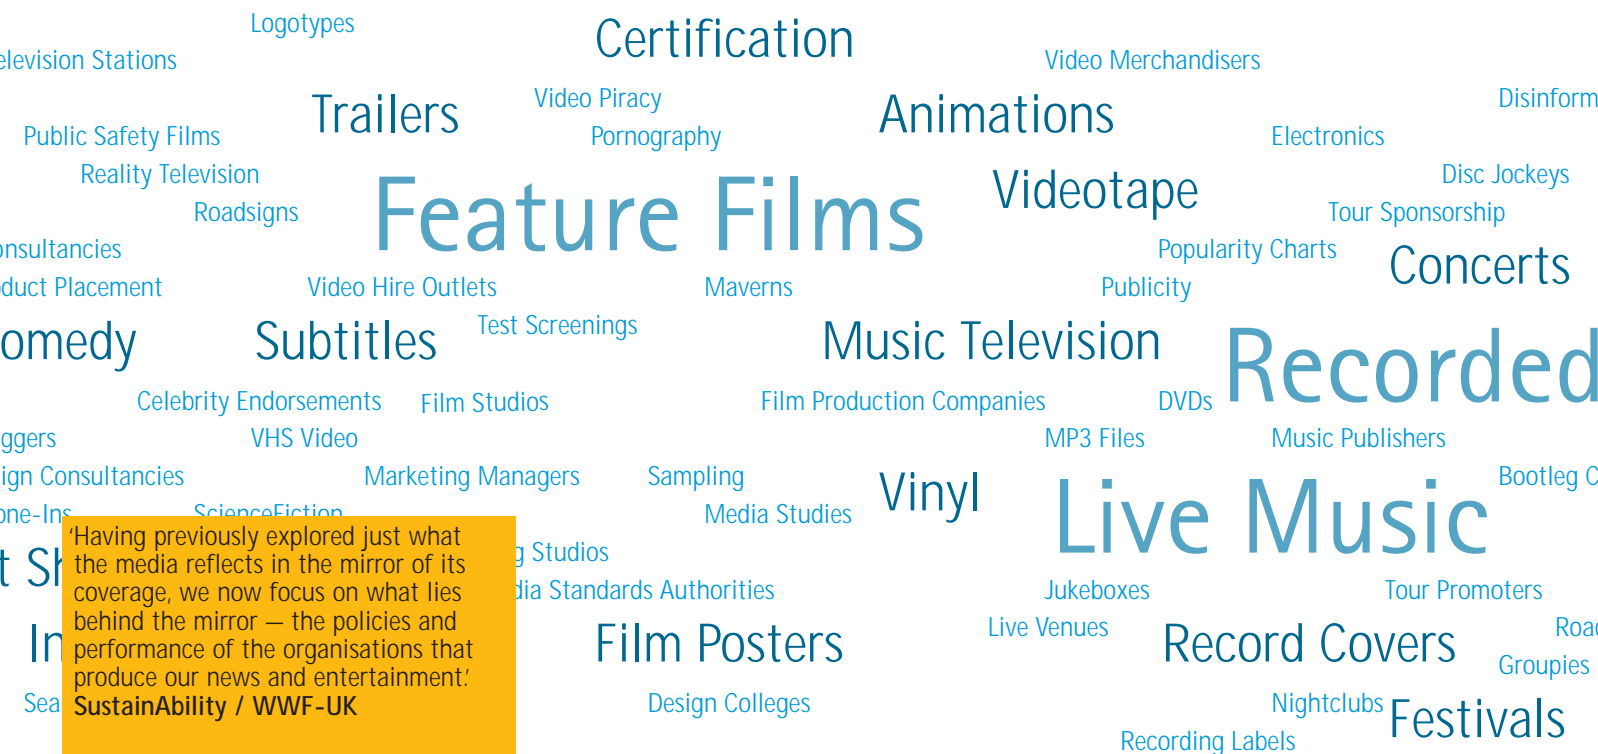 Logotypes
Certification
elevision Stations
Video Merchandisers
Trailers
Video Piracy
Animations
Disinform
Public Safety Films
Pornography
Electronics
Reality Television
Feature Films
Videotape
Disc Jockeys
Roadsigns
Tour Sponsorship
onsultancies
Popularity Charts
Concerts
duct Placement
Video Hire Outlets
Maverns
Publicity
omedy
Subtitles
Test Screenings
Music Television
Recorded
Celebrity Endorsements
Film Studios
Film Production Companies
DVDs
ggers
VHS Video
MP3 Files
Music Publishers
ign Consultancies
Marketing Managers
Sampling
Vinyl
Live Music
Bootleg C
one-Ins
ScienceFiction
Media Studies
t Sh
g Studios
dia Standards Authorities
Jukeboxes
Tour Promoters
In
Film Posters
Live Venues
Record Covers
Road
Groupies
Sea
Design Colleges
Nightclubs
Festivals
Recording Labels
‘Having previously explored just what
the media reflects in the mirror of its
coverage, we now focus on what lies
behind the mirror — the policies and
performance of the organisations that
produce our news and entertainment.’
SustainAbility / WWF-UK